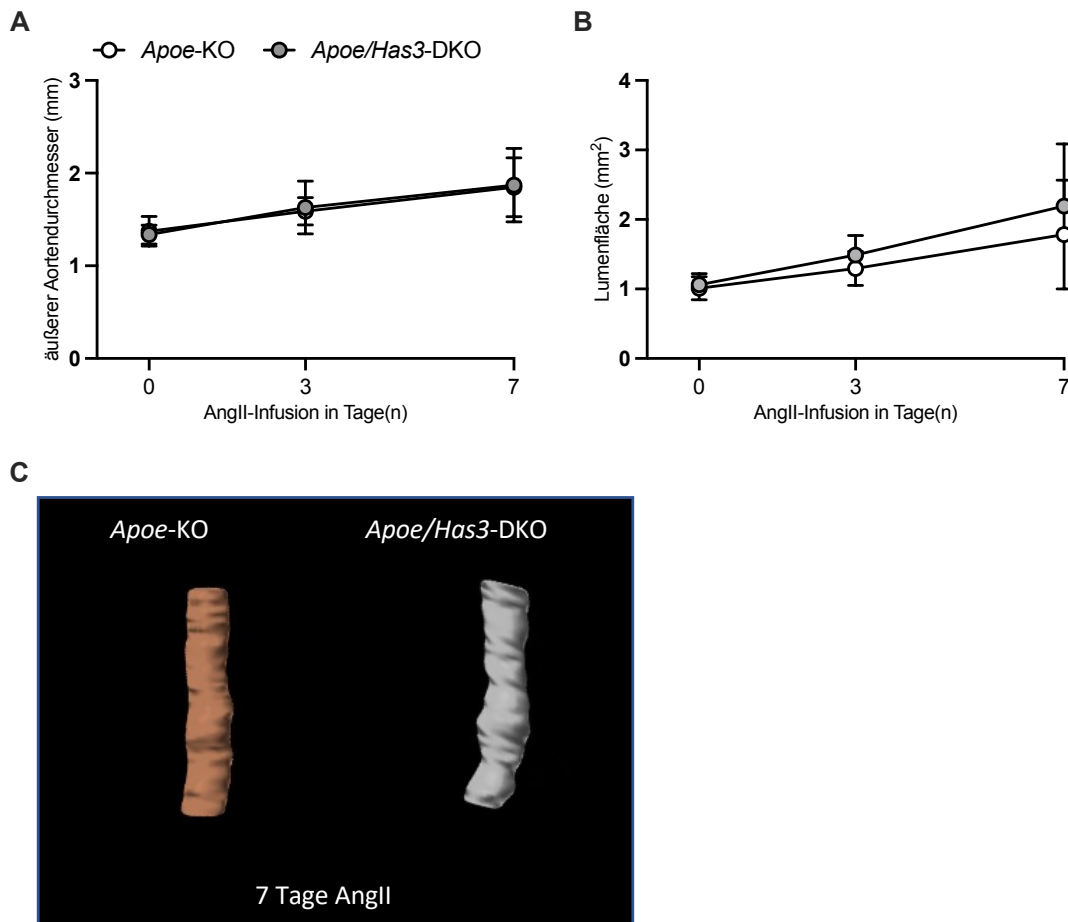 A
Apoe-KO Apoe/Has3-DKO
äußerer Aortendurchmesser (mm)
3
2
1
0
0 3 7
AngII-Infusion in Tage(n)
B
Lumenfläche (mm²)
4
3
2
1
0
0 3 7
AngII-Infusion in Tage(n)
C
Apoe-KO Apoe/Has3-DKO
7 Tage AngII